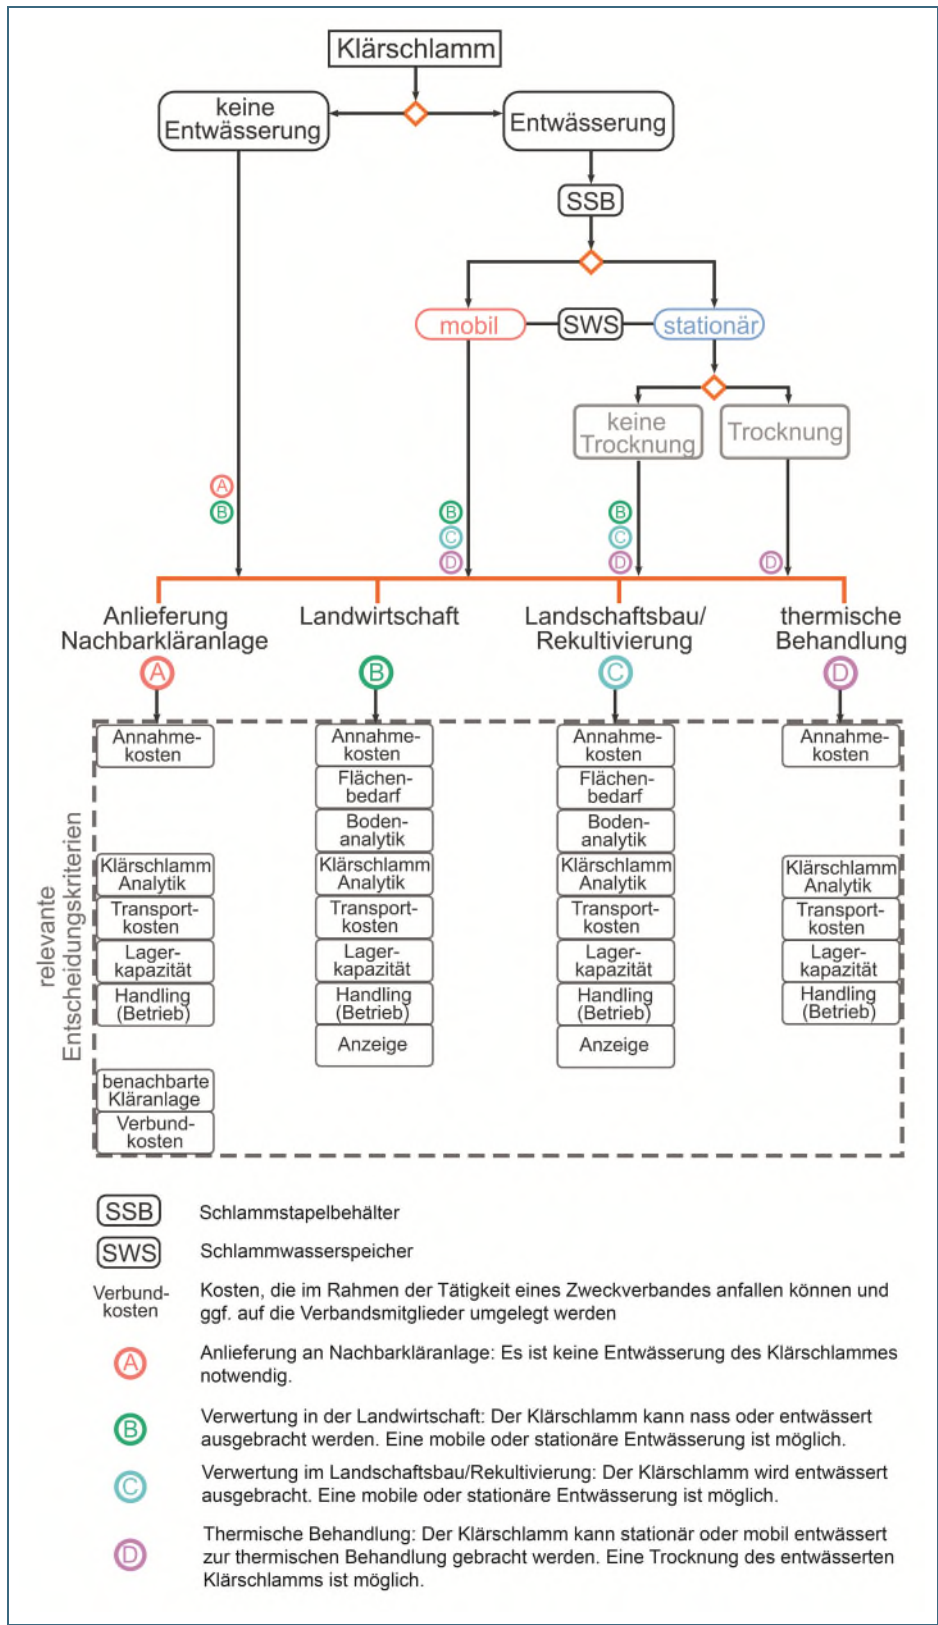 Klärschlamm
keine
Entwässerung
Entwässerung
SSB
mobil
SWS
stationär
keine
Trocknung
Trocknung
A
B
B
C
D
B
C
D
D
Anlieferung
Nachbarkläranlage
A
Landwirtschaft
B
Landschaftsbau/
Rekultivierung
C
thermische
Behandlung
D
relevante
Entscheidungskriterien
Annahme-
kosten
Klärschlamm
Analytik
Transport-
kosten
Lager-
kapazität
Handling
(Betrieb)
benachbarte
Kläranlage
Verbund-
kosten
Annahme-
kosten
Flächen-
bedarf
Boden-
analytik
Klärschlamm
Analytik
Transport-
kosten
Lager-
kapazität
Handling
(Betrieb)
Anzeige
Annahme-
kosten
Flächen-
bedarf
Boden-
analytik
Klärschlamm
Analytik
Transport-
kosten
Lager-
kapazität
Handling
(Betrieb)
Anzeige
Annahme-
kosten
Klärschlamm
Analytik
Transport-
kosten
Lager-
kapazität
Handling
(Betrieb)
SSB Schlammstapelbehälter
SWS Schlammwasserspeicher
Verbund-
kosten
Kosten, die im Rahmen der Tätigkeit eines Zweckverbandes anfallen können und
ggf. auf die Verbandsmitglieder umgelegt werden
A Anlieferung an Nachbarkläranlage: Es ist keine Entwässerung des Klärschlammes
notwendig.
B Verwertung in der Landwirtschaft: Der Klärschlamm kann nass oder entwässert
ausgebracht werden. Eine mobile oder stationäre Entwässerung ist möglich.
C Verwertung im Landschaftsbau/Rekultivierung: Der Klärschlamm wird entwässert
ausgebracht. Eine mobile oder stationäre Entwässerung ist möglich.
D Thermische Behandlung: Der Klärschlamm kann stationär oder mobil entwässert
zur thermischen Behandlung gebracht werden. Eine Trocknung des entwässerten
Klärschlamms ist möglich.